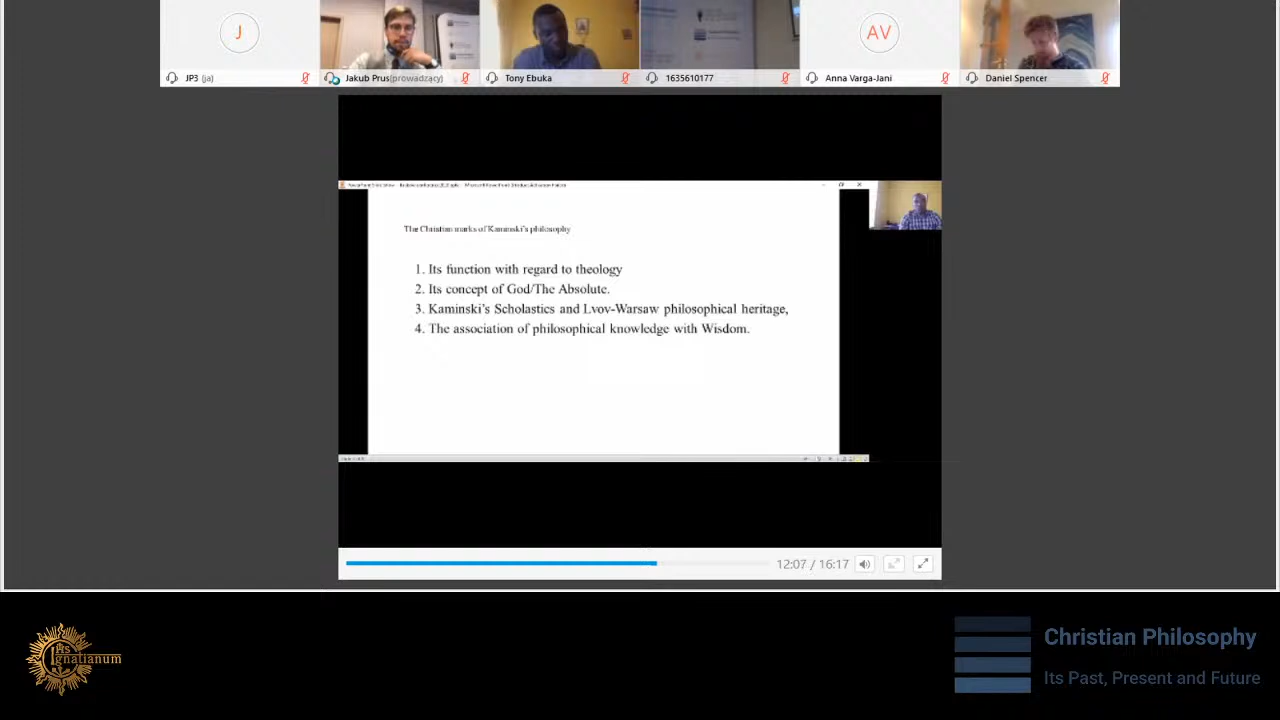 J
AV
JP3 (ja)
Jakub Prus(prowadzący)
Tony Ebuka
1635610177
Anna Varga-Jani
Daniel Spencer
The Christian marks of Kaminski's philosophy
1. Its function with regard to theology
2. Its concept of God/The Absolute.
3. Kaminski's Scholastics and Lvov-Warsaw philosophical heritage,
4. The association of philosophical knowledge with Wisdom.
12:07 / 16:17
Ignatianum
Christian Philosophy
Its Past, Present and Future